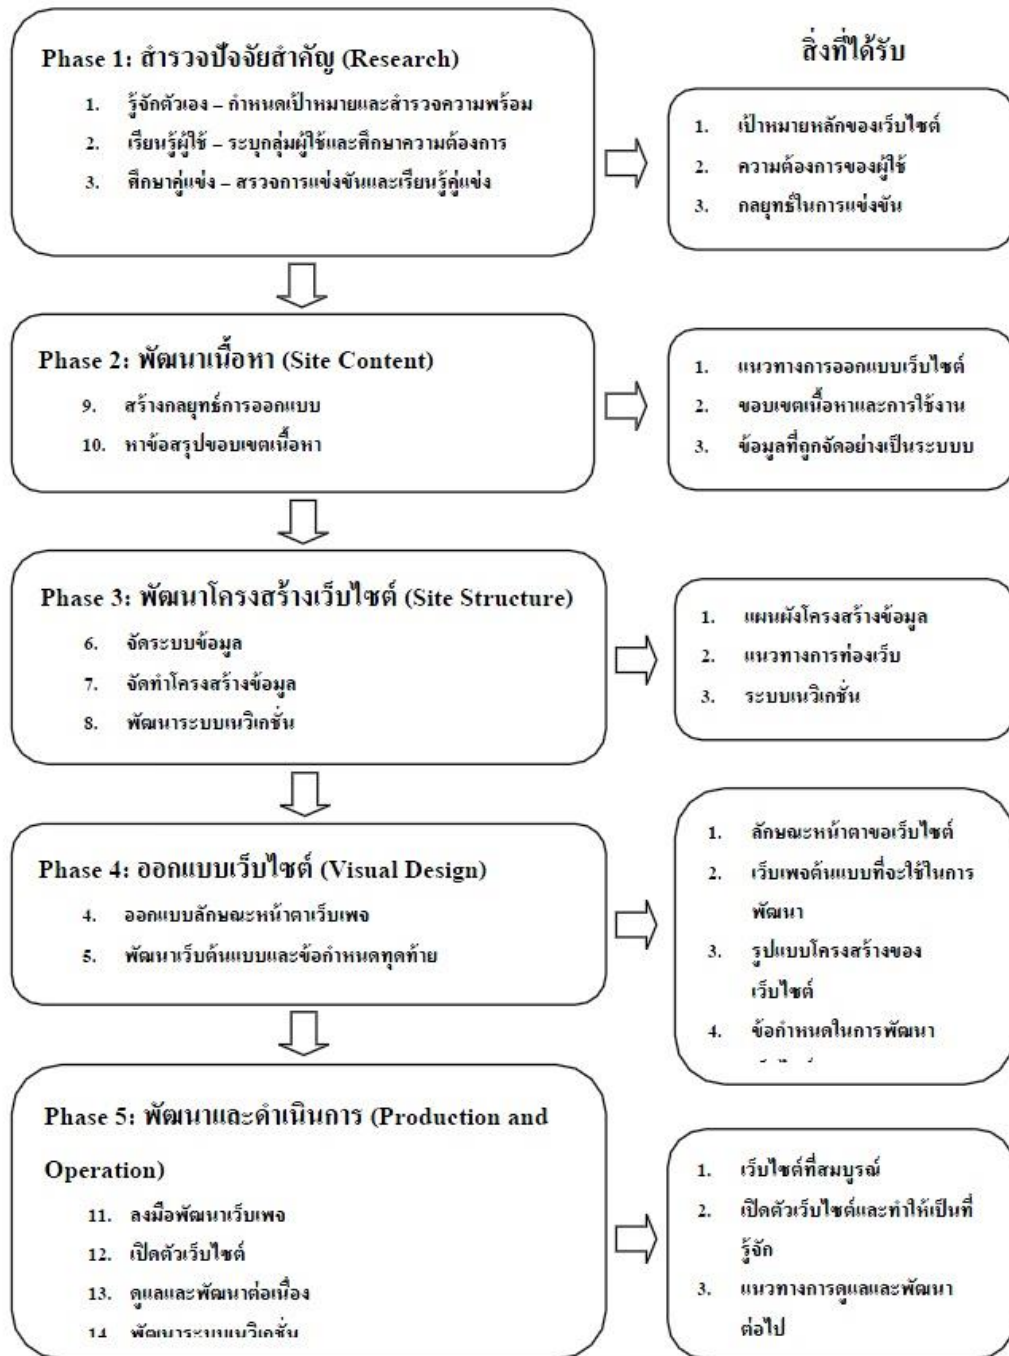 Phase 1: สำรวจปัจจัยสำคัญ (Research)
1. รู้จักตัวเอง – กำหนดเป้าหมายและสำรวจความพร้อม
2. เรียนรู้ผู้ใช้ – ระบุกลุ่มผู้ใช้และศึกษาความต้องการ
3. ศึกษาคู่แข่ง – สรวจการแข่งขันและเรียนรู้คู่แข่ง
สิ่งที่ได้รับ
1. เป้าหมายหลักของเว็บไซต์
2. ความต้องการของผู้ใช้
3. กลยุทธ์ในการแข่งขัน
Phase 2: พัฒนาเนื้อหา (Site Content)
9. สร้างกลยุทธ์การออกแบบ
10. หาข้อสรุปขอบเขตเนื้อหา
1. แนวทางการออกแบบเว็บไซต์
2. ขอบเขตเนื้อหาและการใช้งาน
3. ข้อมูลที่ถูกจัดอย่างเป็นระบบบ
Phase 3: พัฒนาโครงสร้างเว็บไซต์ (Site Structure)
6. จัดระบบข้อมูล
7. จัดทำโครงสร้างข้อมูล
8. พัฒนาระบบเนวิเกชั่น
1. แผนผังโครงสร้างข้อมูล
2. แนวทางการท่องเว็บ
3. ระบบเนวิเกชั่น
Phase 4: ออกแบบเว็บไซต์ (Visual Design)
4. ออกแบบลักษณะหน้าตาเว็บเพจ
5. พัฒนาเว็บต้นแบบและข้อกำหนดทุดท้าย
1. ลักษณะหน้าตาขอเว็บไซต์
2. เว็บเพจต้นแบบที่จะใช้ในการ
พัฒนา
3. รูปแบบโครงสร้างของ
เว็บไซต์
4. ข้อกำหนดในการพัฒนา
Phase 5: พัฒนาและดำเนินการ (Production and
Operation)
11. ลงมือพัฒนาเว็บเพจ
12. เปิดตัวเว็บไซต์
13. ดูแลและพัฒนาต่อเนื่อง
14. พัฒนาระบบเนวิเกชั่น
1. เว็บไซต์ที่สมบูรณ์
2. เปิดตัวเว็บไซต์และทำให้เป็นที่
รู้จัก
3. แนวทางการดูแลและพัฒนา
ต่อไป